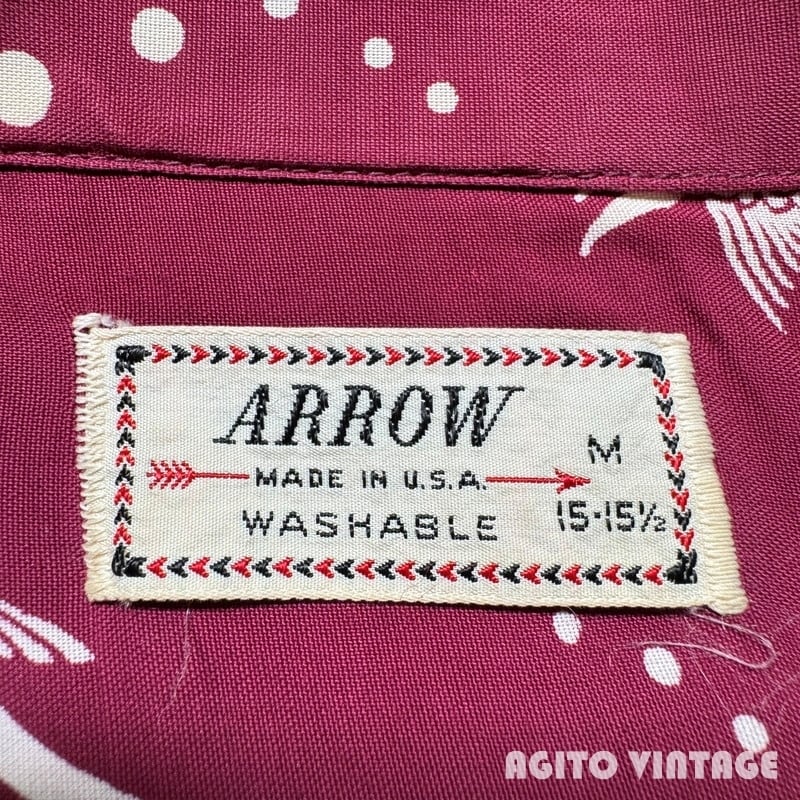 ARROW
MADE IN U.S.A.
WASHABLE
M
15-15½
AGITO VINTAGE